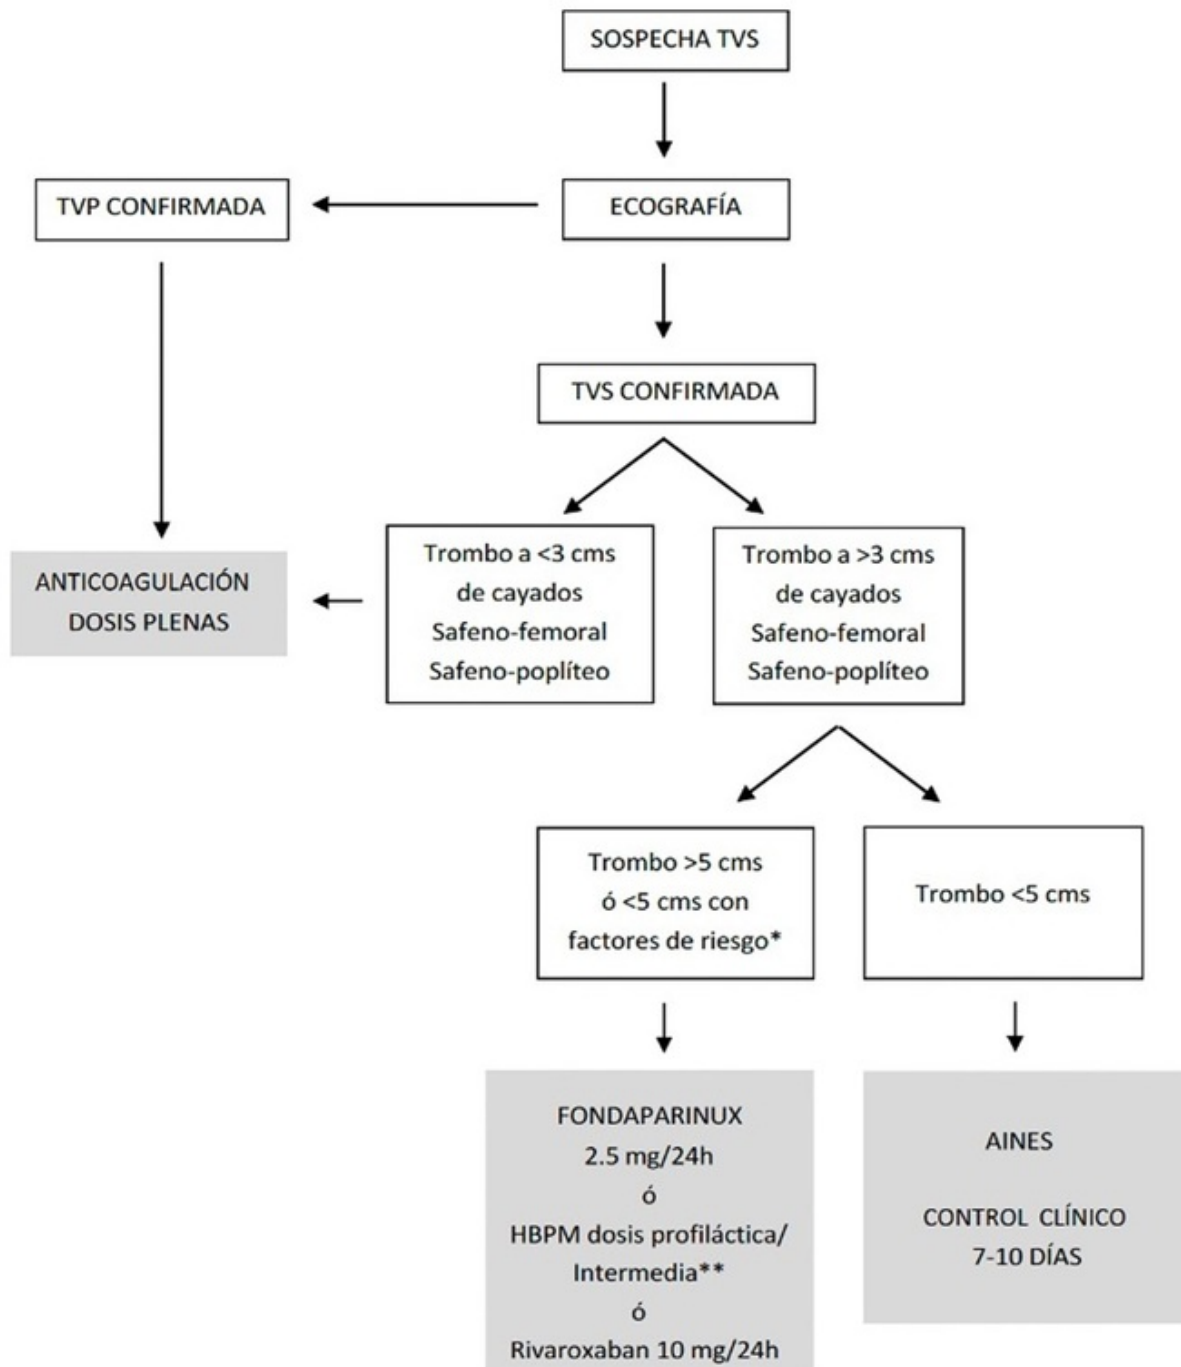 SOSPECHA TVS
TVP CONFIRMADA
ECOGRAFÍA
TVS CONFIRMADA
ANTICOAGULACIÓN
DOSIS PLENAS
Trombo a <3 cms
de cayados
Safeno-femoral
Safeno-poplíteo
Trombo a >3 cms
de cayados
Safeno-femoral
Safeno-poplíteo
Trombo >5 cms
ó <5 cms con
factores de riesgo*
Trombo <5 cms
FONDAPARINUX
2.5 mg/24h
ó
HBPM dosis profiláctica/
Intermedia**
ó
Rivaroxaban 10 mg/24h
AINES
CONTROL CLÍNICO
7-10 DÍAS